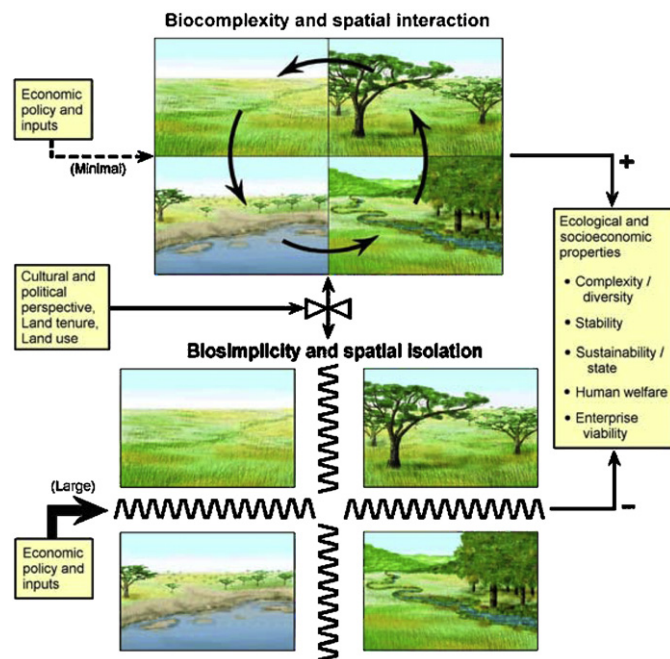 Biocomplexity and spatial interaction
Economic
policy and
inputs
(Minimal)
+
Ecological and
socioeconomic
properties
• Complexity /
diversity
• Stability
• Sustainability /
state
• Human welfare
• Enterprise
viability
Cultural and
political
perspective,
Land tenure,
Land use
Biosimplicity and spatial isolation
(Large)
–
Economic
policy and
inputs